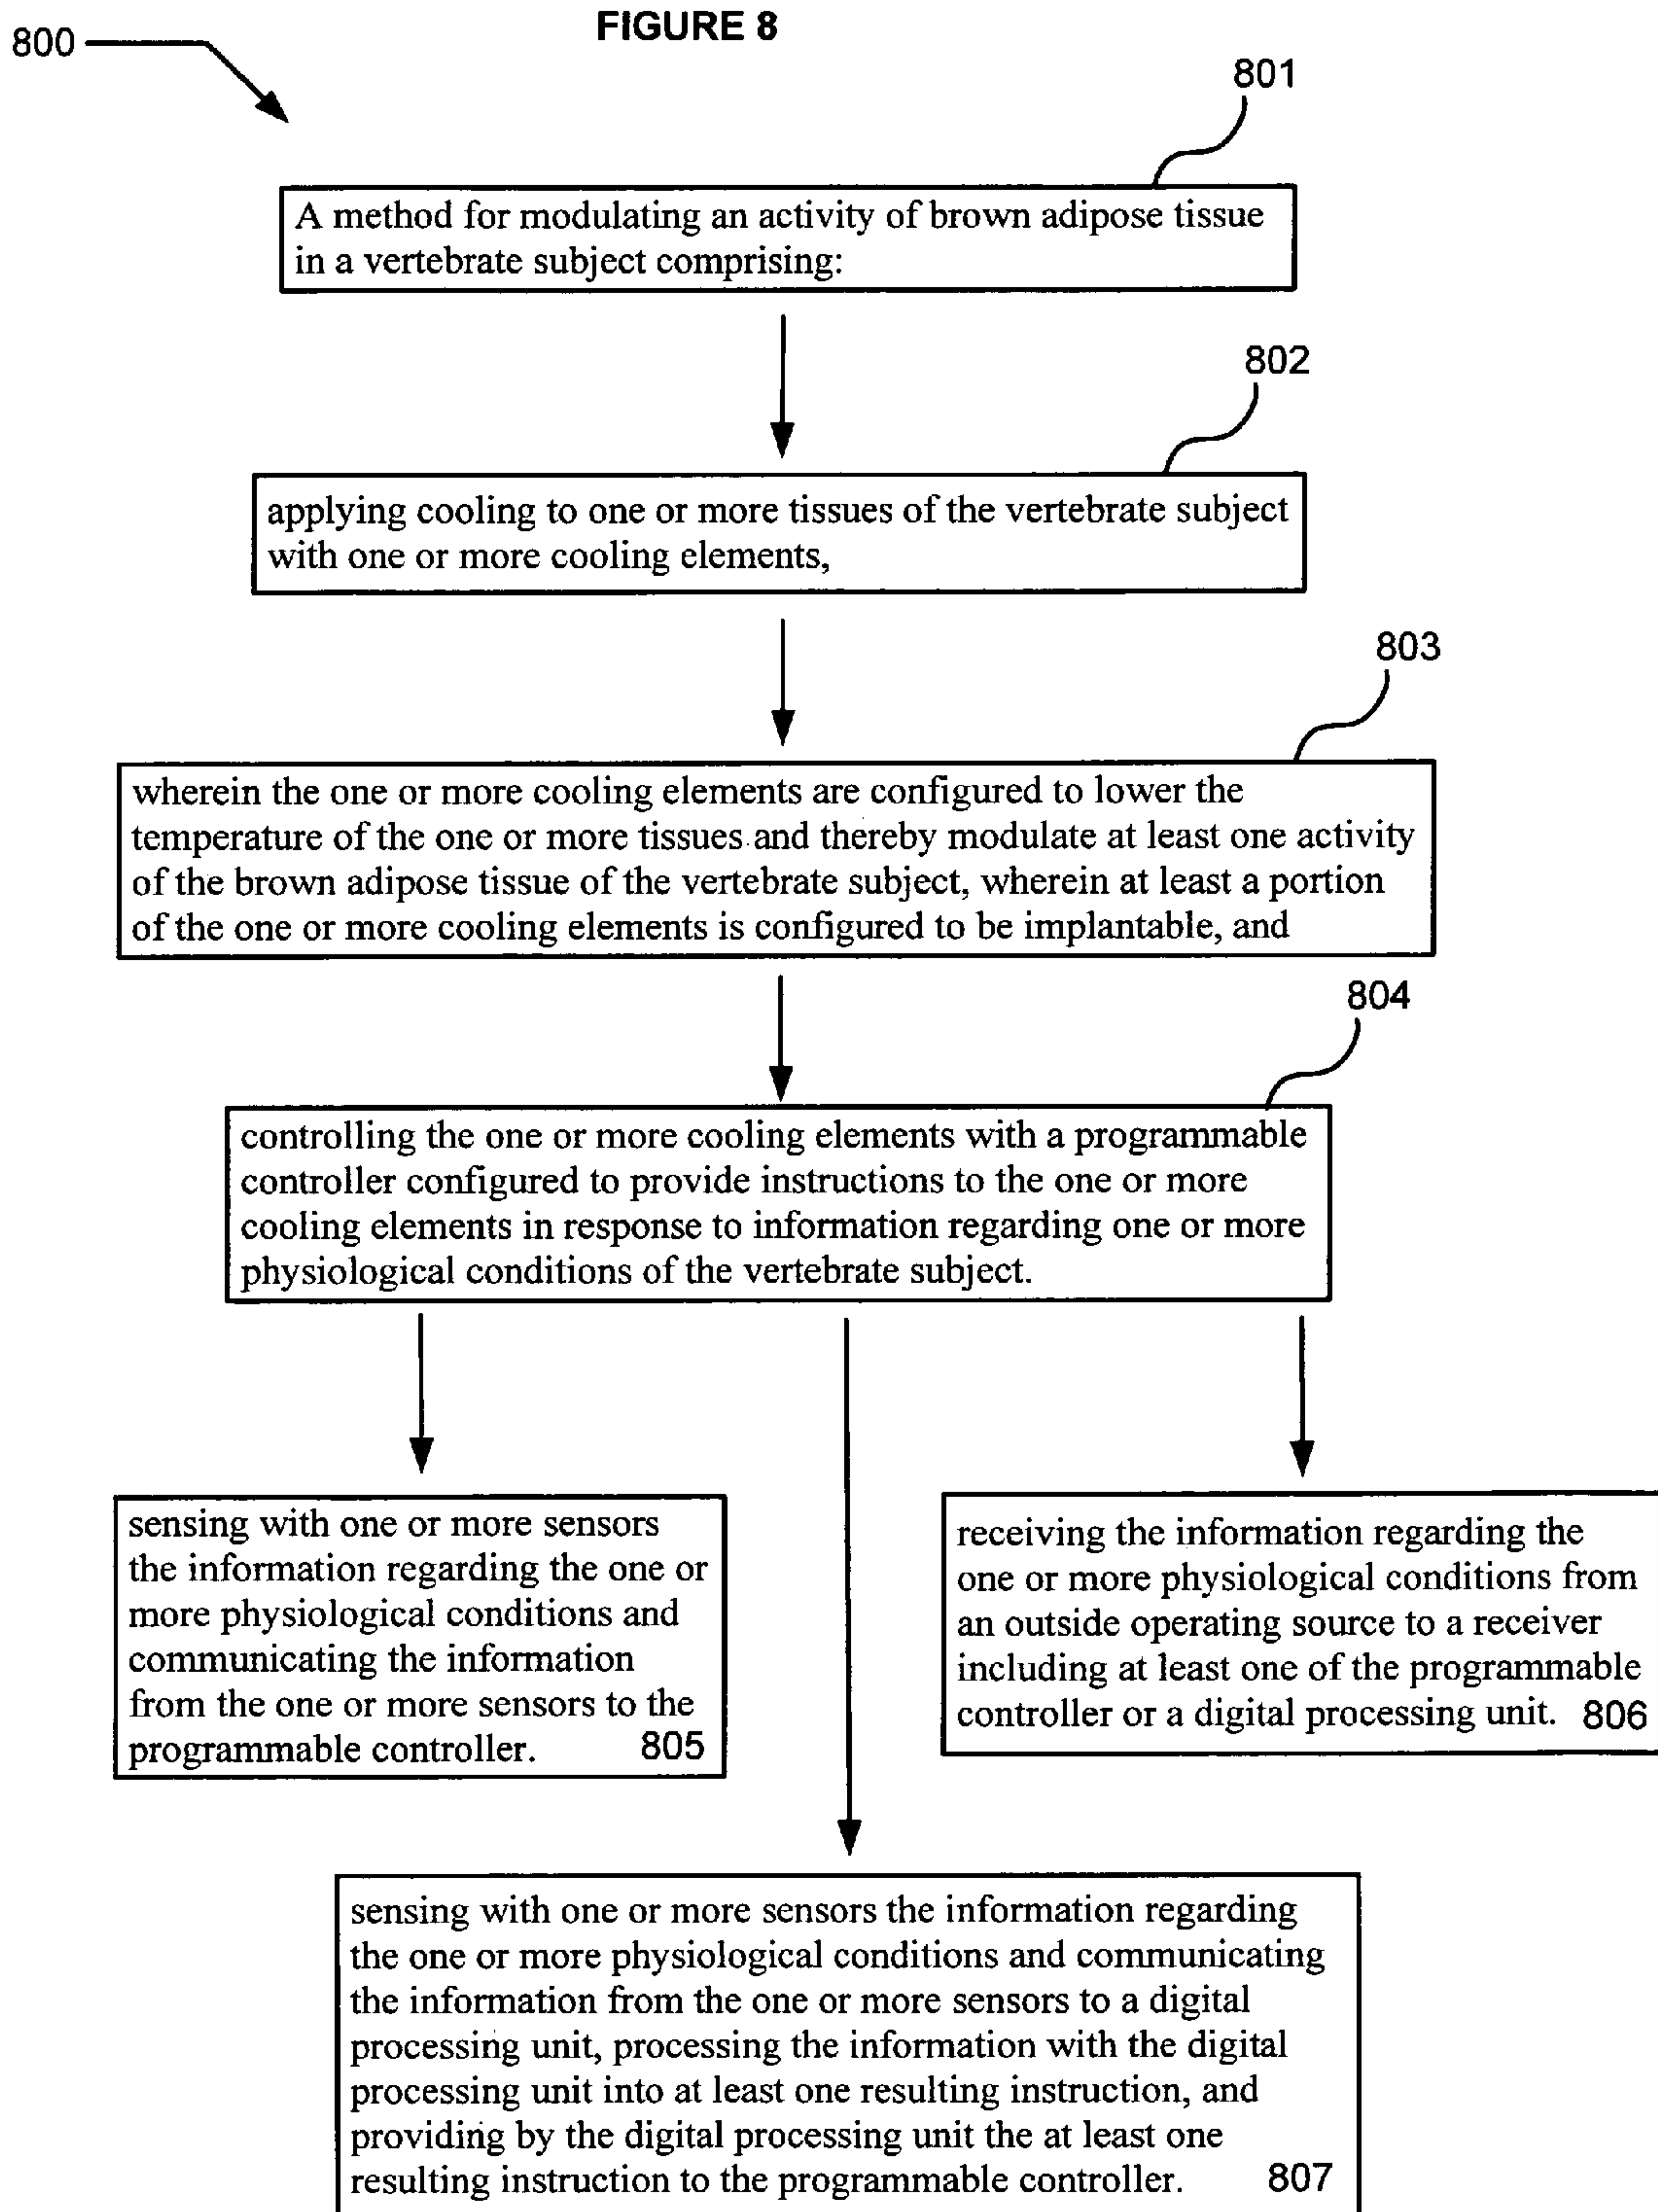 FIGURE 8
800
801
A method for modulating an activity of brown adipose tissue
in a vertebrate subject comprising:
802
applying cooling to one or more tissues of the vertebrate subject
with one or more cooling elements,
803
wherein the one or more cooling elements are configured to lower the
temperature of the one or more tissues and thereby modulate at least one activity
of the brown adipose tissue of the vertebrate subject, wherein at least a portion
of the one or more cooling elements is configured to be implantable, and
804
controlling the one or more cooling elements with a programmable
controller configured to provide instructions to the one or more
cooling elements in response to information regarding one or more
physiological conditions of the vertebrate subject.
sensing with one or more sensors
the information regarding the one or
more physiological conditions and
communicating the information
from the one or more sensors to the
programmable controller. 805
receiving the information regarding the
one or more physiological conditions from
an outside operating source to a receiver
including at least one of the programmable
controller or a digital processing unit. 806
sensing with one or more sensors the information regarding
the one or more physiological conditions and communicating
the information from the one or more sensors to a digital
processing unit, processing the information with the digital
processing unit into at least one resulting instruction, and
providing by the digital processing unit the at least one
resulting instruction to the programmable controller. 807